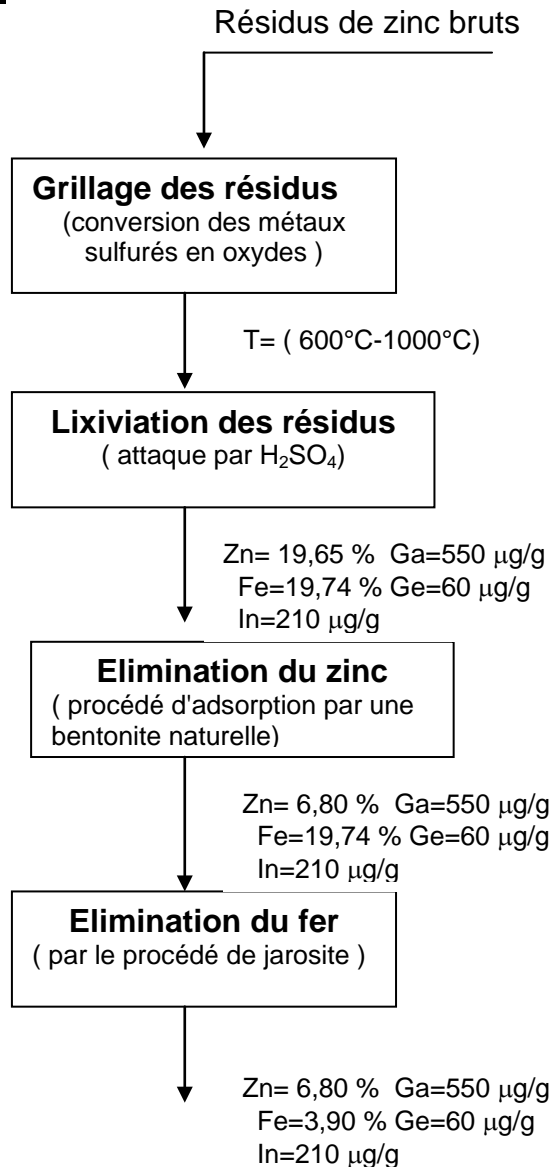 Résidus de zinc bruts
Grillage des résidus
(conversion des métaux
sulfurés en oxydes )
T= ( 600°C-1000°C)
Lixiviation des résidus
( attaque par H₂SO₄)
Zn= 19,65 % Ga=550 µg/g
Fe=19,74 % Ge=60 µg/g
In=210 µg/g
Elimination du zinc
( procédé d'adsorption par une
bentonite naturelle)
Zn= 6,80 % Ga=550 µg/g
Fe=19,74 % Ge=60 µg/g
In=210 µg/g
Elimination du fer
( par le procédé de jarosite )
Zn= 6,80 % Ga=550 µg/g
Fe=3,90 % Ge=60 µg/g
In=210 µg/g